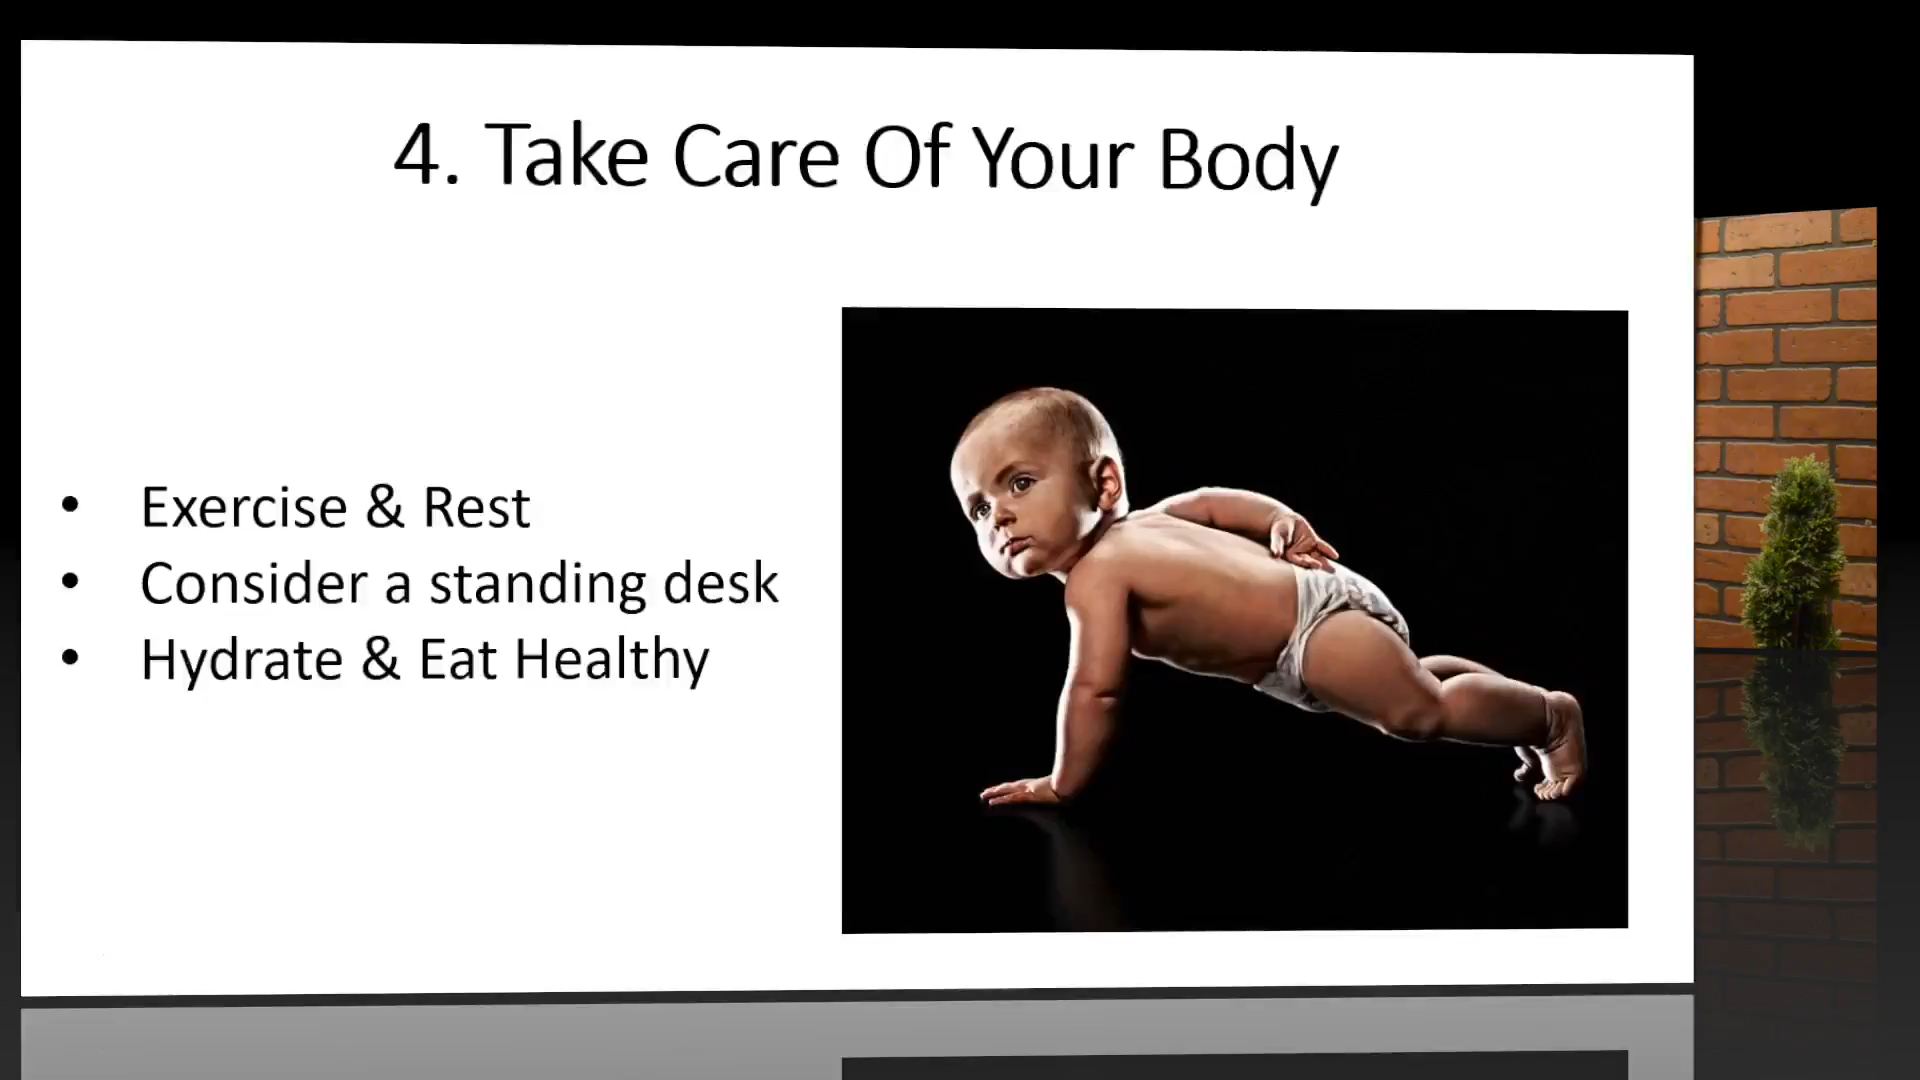 4. Take Care Of Your Body
• Exercise & Rest
• Consider a standing desk
• Hydrate & Eat Healthy